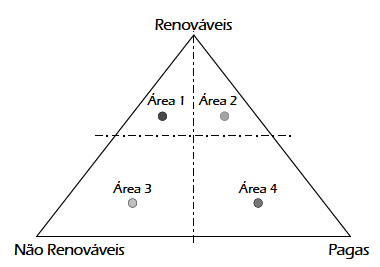 Renováveis
Área 1 Área 2
Área 3 Área 4
Não Renováveis Pagas